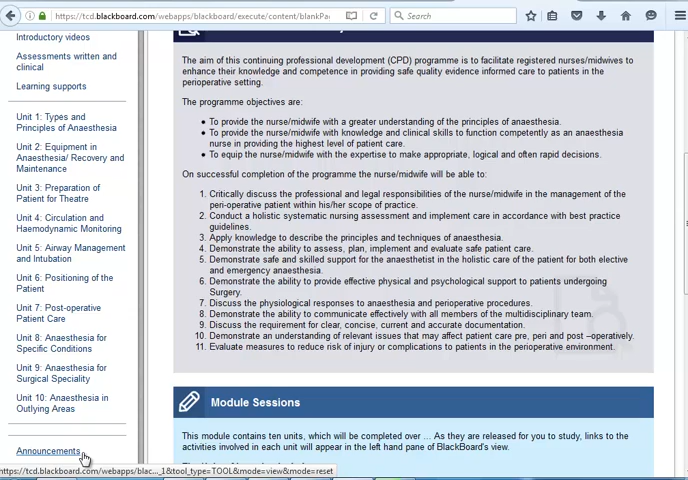 https://tcd.blackboard.com/webapps/blackboard/execute/content/blankPa
Search
Introductory videos
Assessments written and
clinical
Learning supports
Unit 1: Types and
Principles of Anaesthesia
Unit 2: Equipment in
Anaesthesia/ Recovery and
Maintenance
Unit 3: Preparation of
Patient for Theatre
Unit 4: Circulation and
Haemodynamic Monitoring
Unit 5: Airway Management
and Intubation
Unit 6: Positioning of the
Patient
Unit 7: Post-operative
Patient Care
Unit 8: Anaesthesia for
Specific Conditions
Unit 9: Anaesthesia for
Surgical Speciality
Unit 10: Anaesthesia in
Outlying Areas
Announcements
The aim of this continuing professional development (CPD) programme is to facilitate registered nurses/midwives to
enhance their knowledge and competence in providing safe quality evidence informed care to patients in the
perioperative setting.
The programme objectives are:
• To provide the nurse/midwife with a greater understanding of the principles of anaesthesia.
• To provide the nurse/midwife with knowledge and clinical skills to function competently as an anaesthesia
nurse in providing the highest level of patient care.
• To equip the nurse/midwife with the expertise to make appropriate, logical and often rapid decisions.
On successful completion of the programme the nurse/midwife will be able to:
1. Critically discuss the professional and legal responsibilities of the nurse/midwife in the management of the
peri-operative patient within his/her scope of practice.
2. Conduct a holistic systematic nursing assessment and implement care in accordance with best practice
guidelines.
3. Apply knowledge to describe the principles and techniques of anaesthesia.
4. Demonstrate the ability to assess, plan, implement and evaluate safe patient care.
5. Demonstrate safe and skilled support for the anaesthetist in the holistic care of the patient for both elective
and emergency anaesthesia.
6. Demonstrate the ability to provide effective physical and psychological support to patients undergoing
Surgery.
7. Discuss the physiological responses to anaesthesia and perioperative procedures.
8. Demonstrate the ability to communicate effectively with all members of the multidisciplinary team.
9. Discuss the requirement for clear, concise, current and accurate documentation.
10. Demonstrate an understanding of relevant issues that may affect patient care pre, peri and post –operatively.
11. Evaluate measures to reduce risk of injury or complications to patients in the perioperative environment.
Module Sessions
This module contains ten units, which will be completed over ... As they are released for you to study, links to the
activities involved in each unit will appear in the left hand pane of BlackBoard's view.
https://tcd.blackboard.com/webapps/blac..._1&tool_type=TOOL&mode=view&mode=reset